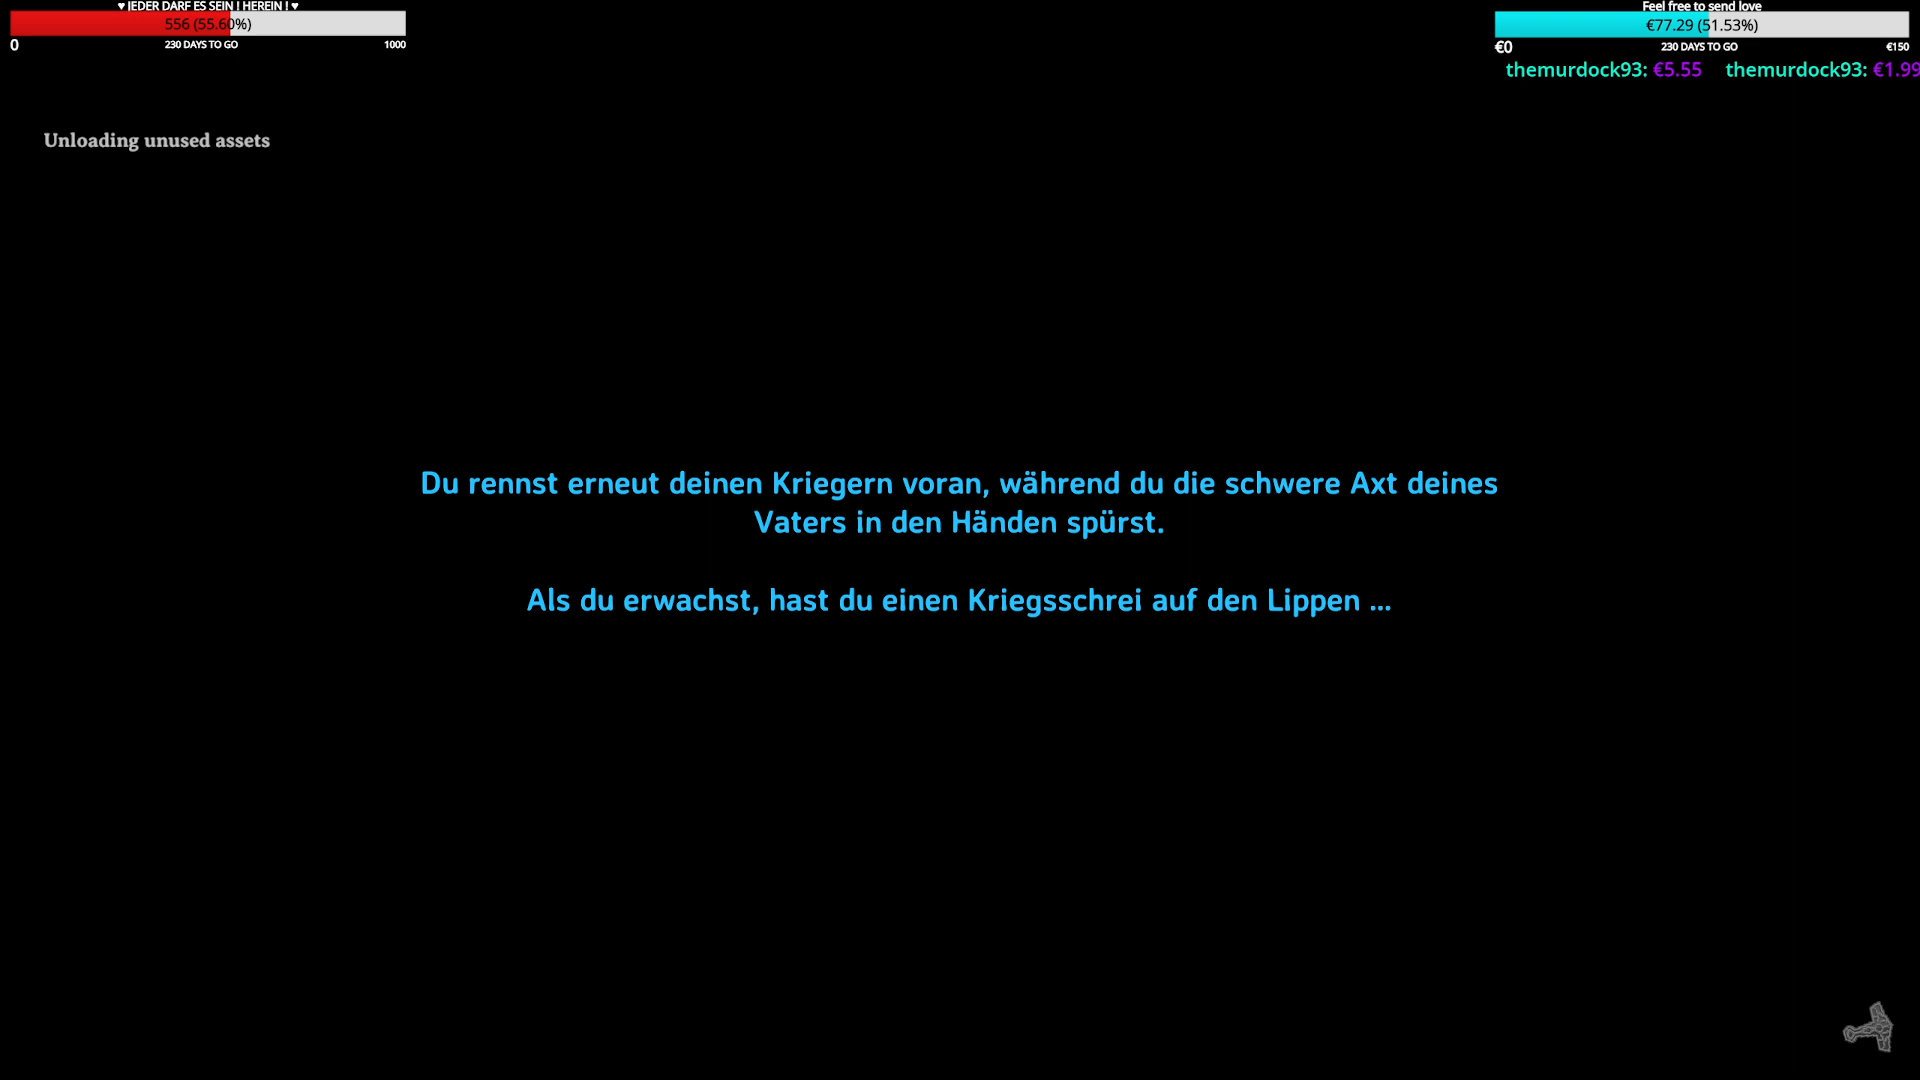 ♥ JEDER DARF ES SEIN ! HEREIN ! ♥
556 (55.60%)
0 230 DAYS TO GO 1000
Feel free to send love
€77.29 (51.53%)
€0 230 DAYS TO GO €150
themurdock93: €5.55 themurdock93: €1.99
Unloading unused assets
Du rennst erneut deinen Kriegern voran, während du die schwere Axt deines
Vaters in den Händen spürst.
Als du erwachst, hast du einen Kriegsschrei auf den Lippen ...